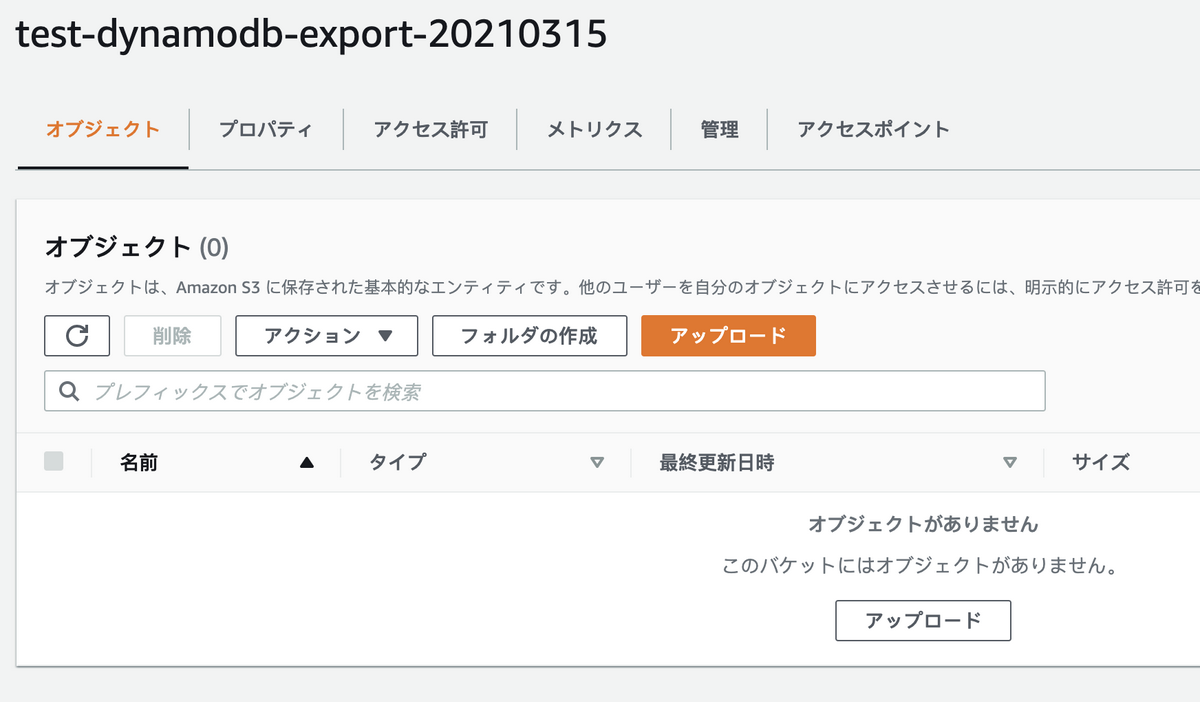 test-dynamodb-export-20210315
オブジェクト プロパティ アクセス許可 メトリクス 管理 アクセスポイント
オブジェクト (0)
オブジェクトは、Amazon S3 に保存された基本的なエンティティです。他のユーザーを自分のオブジェクトにアクセスさせるには、明示的にアクセス許可を
削除 アクション フォルダの作成 アップロード
プレフィックスでオブジェクトを検索
名前 タイプ 最終更新日時 サイズ
オブジェクトがありません
このバケットにはオブジェクトがありません。
アップロード